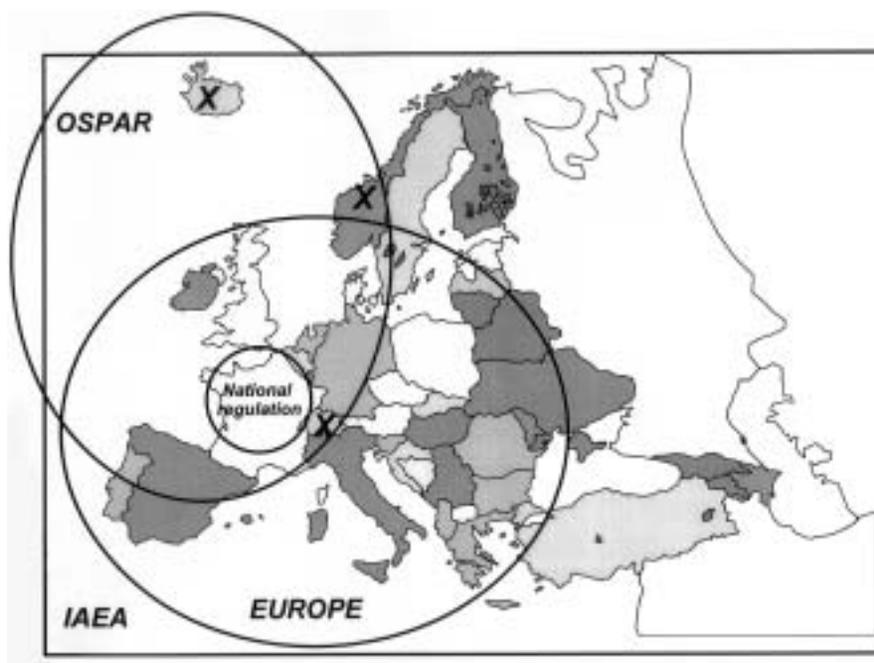 X
OSPAR
X
National
regulation
X
IAEA
EUROPE